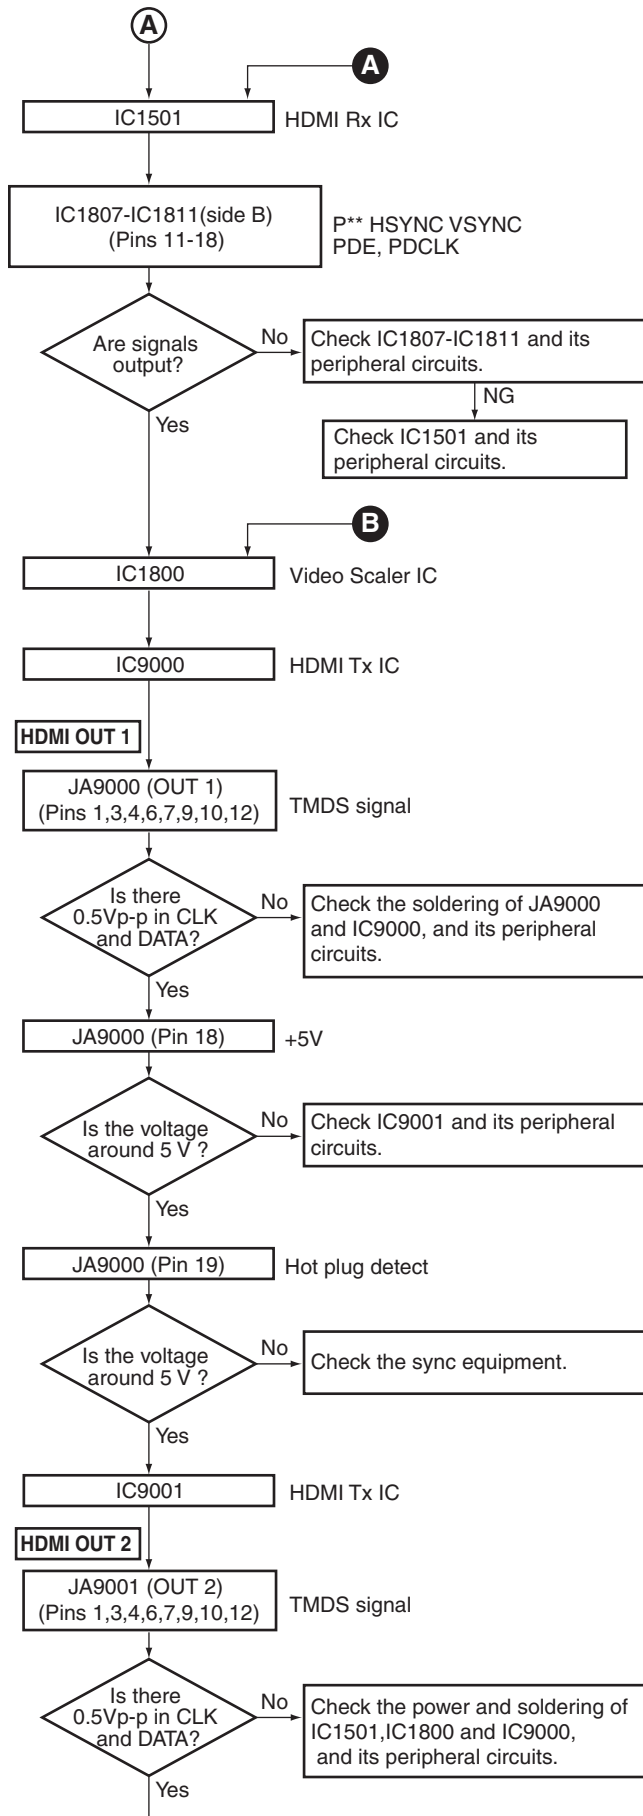 A
A
IC1501
HDMI Rx IC
IC1807-IC1811(side B)
(Pins 11-18)
P** HSYNC VSYNC
PDE, PDCLK
Are signals
output?
No
Check IC1807-IC1811 and its
peripheral circuits.
NG
Yes
Check IC1501 and its
peripheral circuits.
B
IC1800
Video Scaler IC
IC9000
HDMI Tx IC
HDMI OUT 1
JA9000 (OUT 1)
(Pins 1,3,4,6,7,9,10,12)
TMDS signal
Is there
0.5Vp-p in CLK
and DATA?
No
Check the soldering of JA9000
and IC9000, and its peripheral
circuits.
Yes
JA9000 (Pin 18)
+5V
Is the voltage
around 5 V ?
No
Check IC9001 and its peripheral
circuits.
Yes
JA9000 (Pin 19)
Hot plug detect
Is the voltage
around 5 V ?
No
Check the sync equipment.
Yes
IC9001
HDMI Tx IC
HDMI OUT 2
JA9001 (OUT 2)
(Pins 1,3,4,6,7,9,10,12)
TMDS signal
Is there
0.5Vp-p in CLK
and DATA?
No
Check the power and soldering of
IC1501,IC1800 and IC9000,
and its peripheral circuits.
Yes